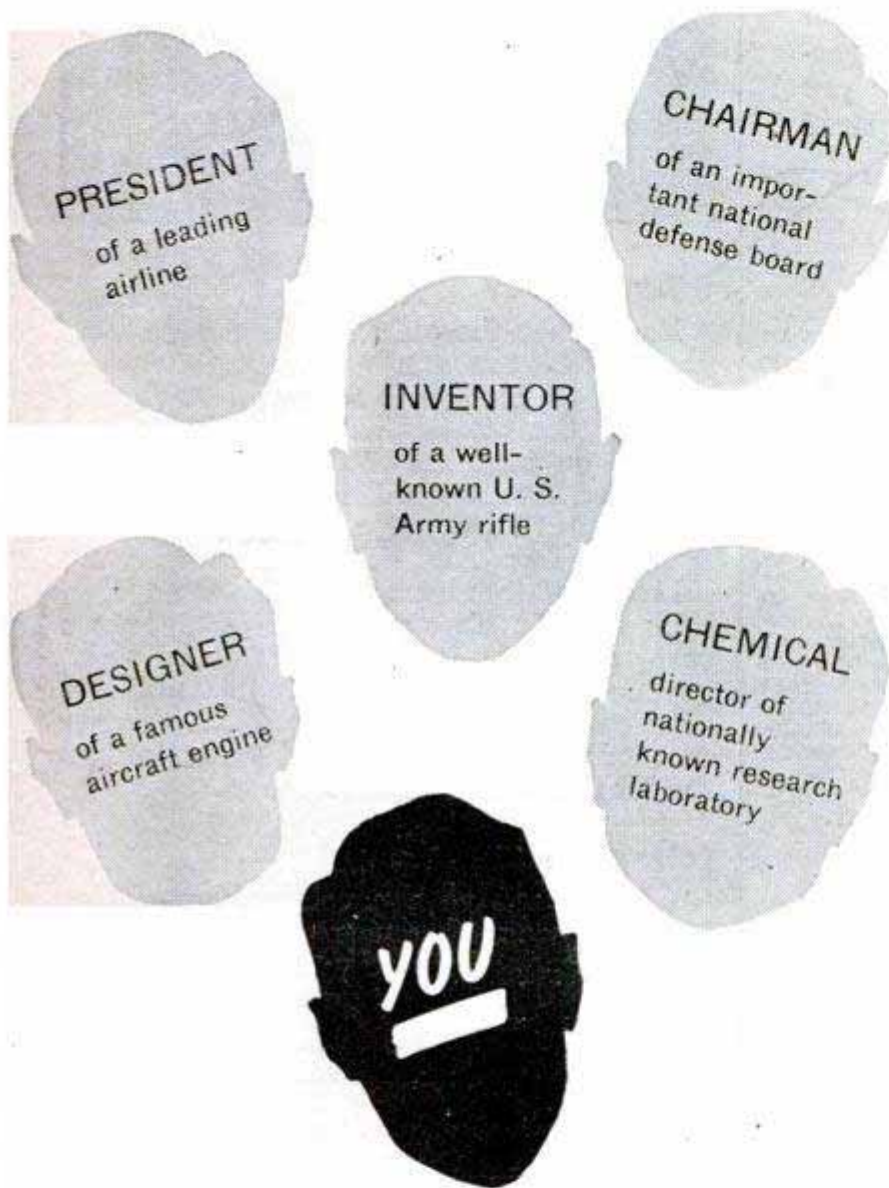 PRESIDENT
of a leading
airline
CHAIRMAN
of an impor-
tant national
defense board
INVENTOR
of a well-
known U. S.
Army rifle
DESIGNER
of a famous
aircraft engine
CHEMICAL
director of
nationally
known research
laboratory
YOU